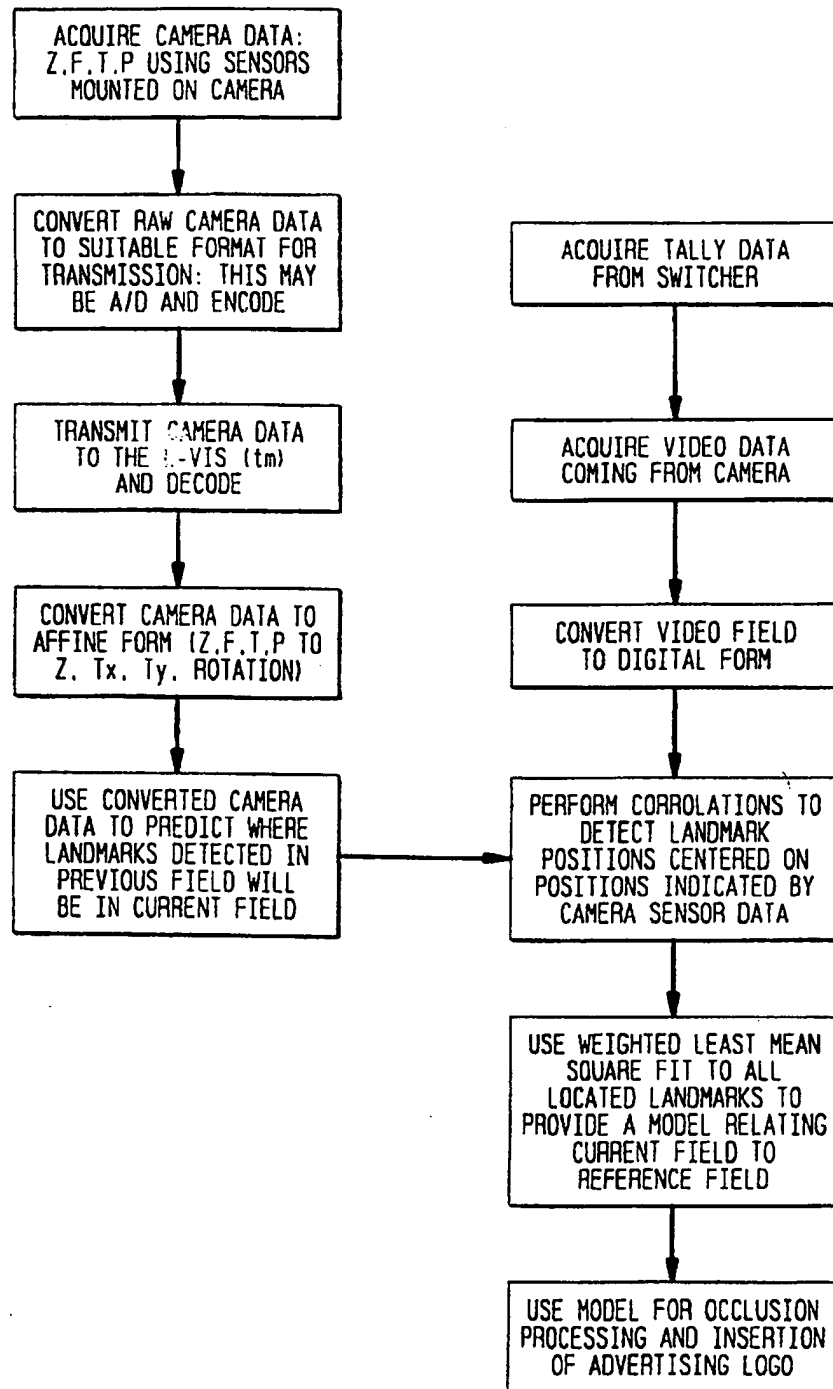 ACQUIRE CAMERA DATA:
Z,F,T,P USING SENSORS
MOUNTED ON CAMERA
CONVERT RAW CAMERA DATA
TO SUITABLE FORMAT FOR
TRANSMISSION: THIS MAY
BE A/D AND ENCODE
TRANSMIT CAMERA DATA
TO THE -VIS (tm)
AND DECODE
CONVERT CAMERA DATA TO
AFFINE FORM (Z,F,T,P TO
Z, Tx, Ty, ROTATION)
USE CONVERTED CAMERA
DATA TO PREDICT WHERE
LANDMARKS DETECTED IN
PREVIOUS FIELD WILL
BE IN CURRENT FIELD
ACQUIRE TALLY DATA
FROM SWITCHER
ACQUIRE VIDEO DATA
COMING FROM CAMERA
CONVERT VIDEO FIELD
TO DIGITAL FORM
PERFORM CORROLATIONS TO
DETECT LANDMARK
POSITIONS CENTERED ON
POSITIONS INDICATED BY
CAMERA SENSOR DATA
USE WEIGHTED LEAST MEAN
SQUARE FIT TO ALL
LOCATED LANDMARKS TO
PROVIDE A MODEL RELATING
CURRENT FIELD TO
REFERENCE FIELD
USE MODEL FOR OCCLUSION
PROCESSING AND INSERTION
OF ADVERTISING LOGO